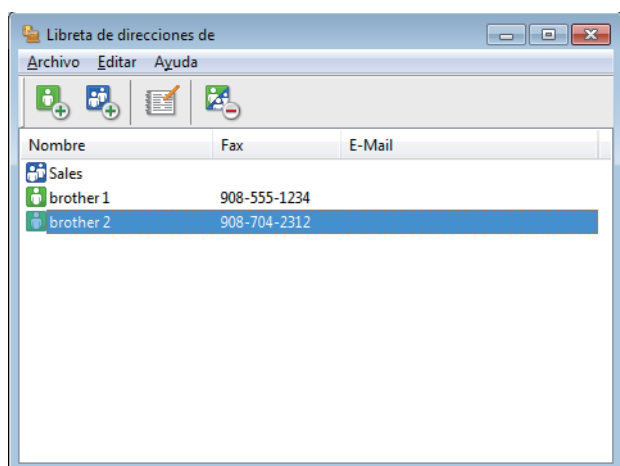 Libreta de direcciones de
Archivo Editar Ayuda
Nombre Fax E-Mail
Sales
brother 1 908-555-1234
brother 2 908-704-2312